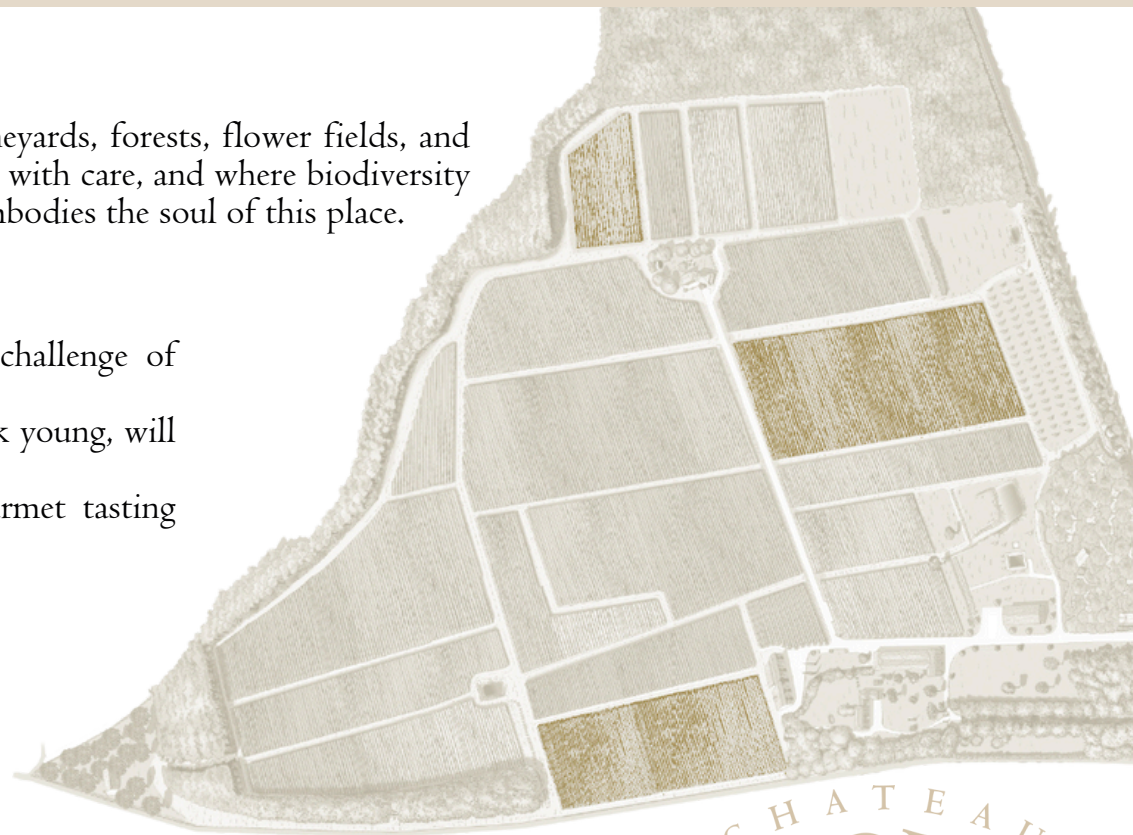 neyards, forests, flower fields, and
with care, and where biodiversity
nbodies the soul of this place.
challenge of
k young, will
rmet tasting
CHATEAU